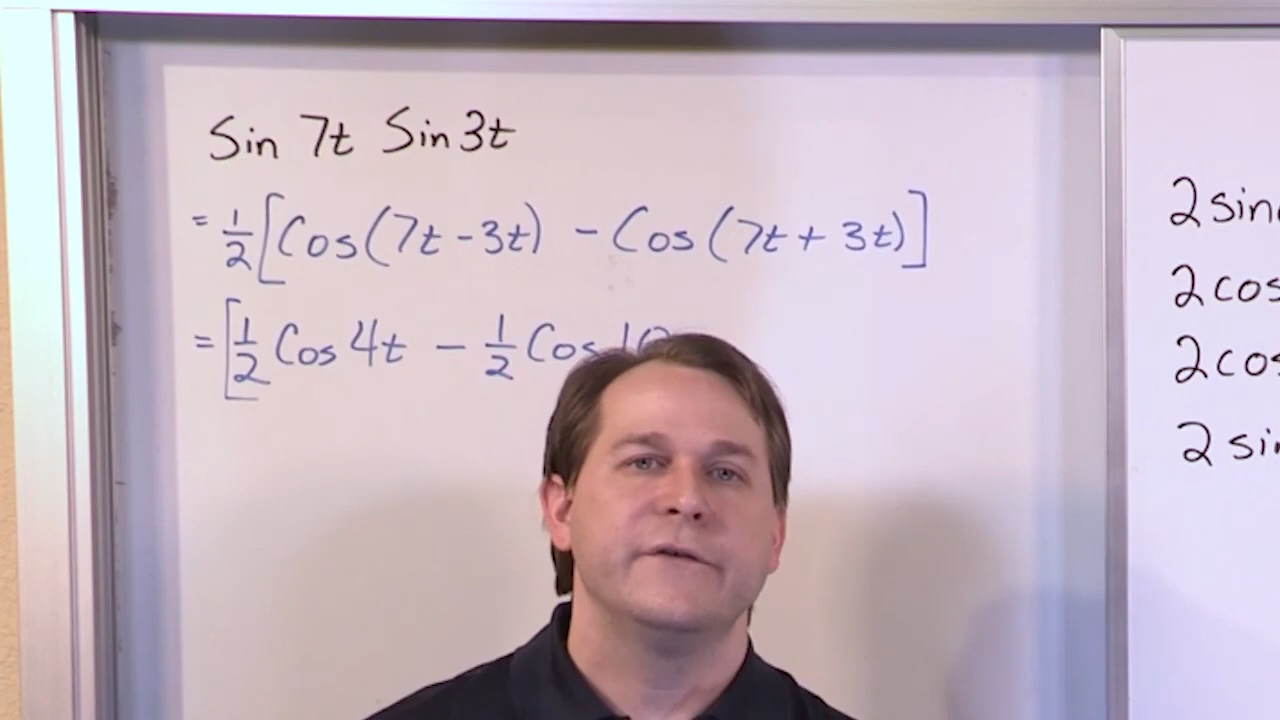 Sin 7t Sin 3t
= 1/2 [Cos(7t - 3t) - Cos(7t + 3t)]
= [1/2 Cos 4t - 1/2 Cos
2 sin
2 cos
2 cos
2 sin